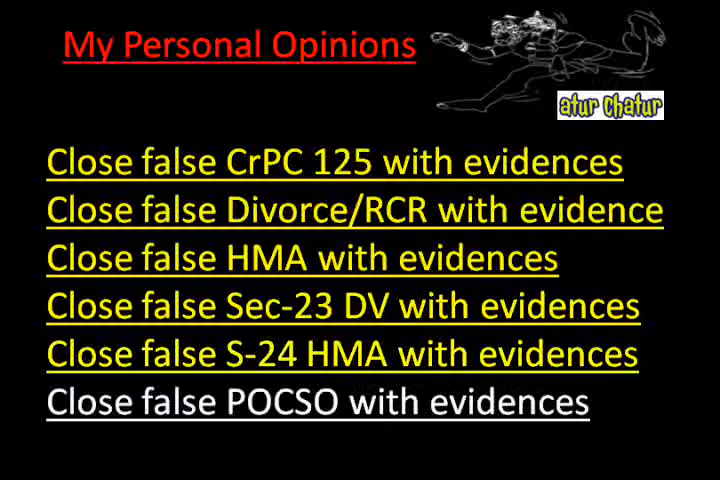 My Personal Opinions
atur chatur
Close false CrPC 125 with evidences
Close false Divorce/RCR with evidence
Close false HMA with evidences
Close false Sec-23 DV with evidences
Close false S-24 HMA with evidences
Close false POCSO with evidences